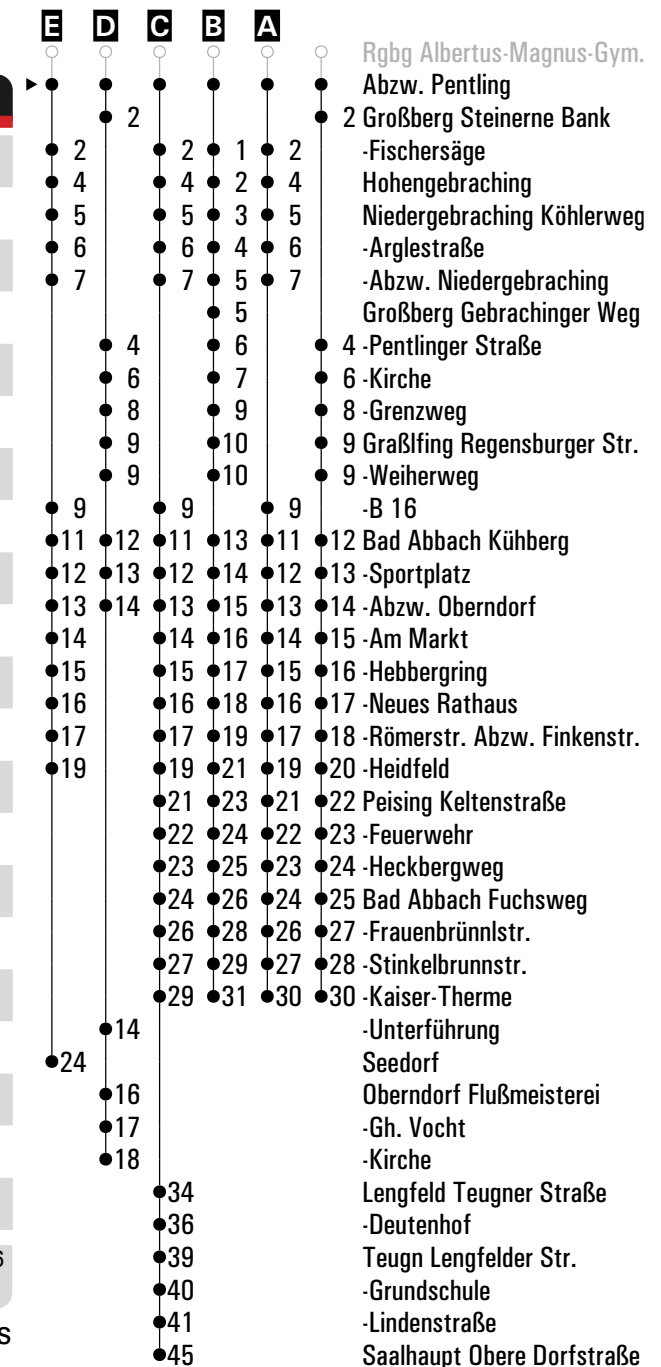 E D C B A
Rgbg Albertus-Magnus-Gym.
Abzw. Pentling
2 2 Großberg Steinerne Bank
2 2 1 2 -Fischersäge
4 4 2 4 Hohengebraching
5 5 3 5 Niedergebraching Köhlerweg
6 6 4 6 -Arglestraße
7 7 5 7 -Abzw. Niedergebraching
5 Großberg Gebrachinger Weg
4 6 4 -Pentlinger Straße
6 7 6 -Kirche
8 9 8 -Grenzweg
9 10 9 Graßlfing Regensburger Str.
9 10 9 -Weiherweg
9 9 9 -B 16
11 12 11 13 11 12 Bad Abbach Kühberg
12 13 12 14 12 13 -Sportplatz
13 14 13 15 13 14 -Abzw. Oberndorf
14 14 16 14 15 -Am Markt
15 15 17 15 16 -Hebbergring
16 16 18 16 17 -Neues Rathaus
17 17 19 17 18 -Römerstr. Abzw. Finkenstr.
19 19 21 19 20 -Heidfeld
21 23 21 22 Peising Keltenstraße
22 24 22 23 -Feuerwehr
23 25 23 24 -Heckbergweg
24 26 24 25 Bad Abbach Fuchsweg
26 28 26 27 -Frauenbrünnlstr.
27 29 27 28 -Stinkelbrunnstr.
29 31 30 30 -Kaiser-Therme
14 -Unterführung
24 Seedorf
16 Oberndorf Flußmeisterei
17 -Gh. Vocht
18 -Kirche
34 Lengfeld Teugner Straße
36 -Deutenhof
39 Teugn Lengfelder Str.
40 -Grundschule
41 -Lindenstraße
45 Saalhaupt Obere Dorfstraße